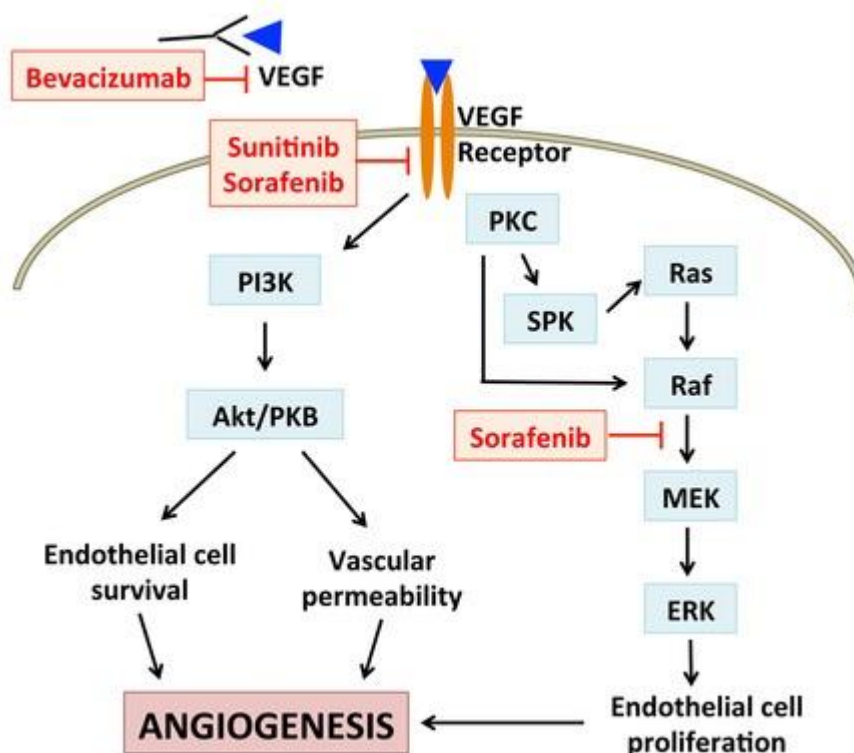 Bevacizumab
VEGF
VEGF
Receptor
Sunitinib
Sorafenib
PKC
PI3K
SPK
Ras
Raf
Akt/PKB
Sorafenib
MEK
Endothelial cell
survival
Vascular
permeability
ERK
ANGIOGENESIS
Endothelial cell
proliferation